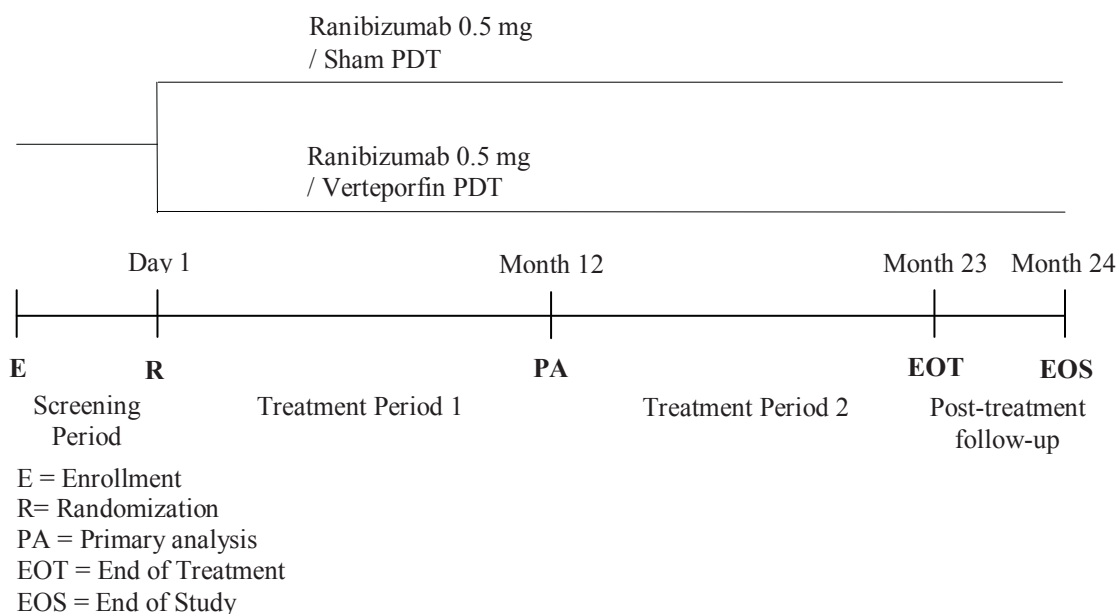 Ranibizumab 0.5 mg
/ Sham PDT
Ranibizumab 0.5 mg
/ Verteporfin PDT
Day 1 Month 12 Month 23 Month 24
E R PA EOT EOS
Screening Period Treatment Period 1 Treatment Period 2 Post-treatment follow-up
E = Enrollment
R= Randomization
PA = Primary analysis
EOT = End of Treatment
EOS = End of Study